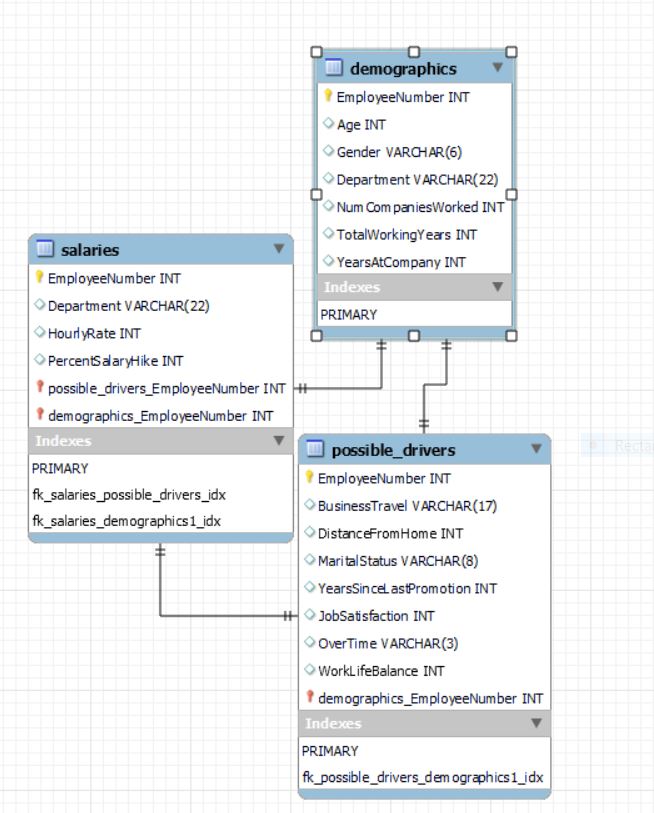 demographics
EmployeeNumber INT
Age INT
Gender VARCHAR(6)
Department VARCHAR(22)
NumCompaniesWorked INT
TotalWorkingYears INT
YearsAtCompany INT
Indexes
PRIMARY
salaries
EmployeeNumber INT
Department VARCHAR(22)
HourlyRate INT
PercentSalaryHike INT
possible_drivers_EmployeeNumber INT
demographics_EmployeeNumber INT
Indexes
PRIMARY
fk_salaries_possible_drivers_idx
fk_salaries_demographics1_idx
possible_drivers
EmployeeNumber INT
BusinessTravel VARCHAR(17)
DistanceFromHome INT
MaritalStatus VARCHAR(8)
YearsSinceLastPromotion INT
JobSatisfaction INT
OverTime VARCHAR(3)
WorkLifeBalance INT
demographics_EmployeeNumber INT
Indexes
PRIMARY
fk_possible_drivers_demographics1_idx
Recta